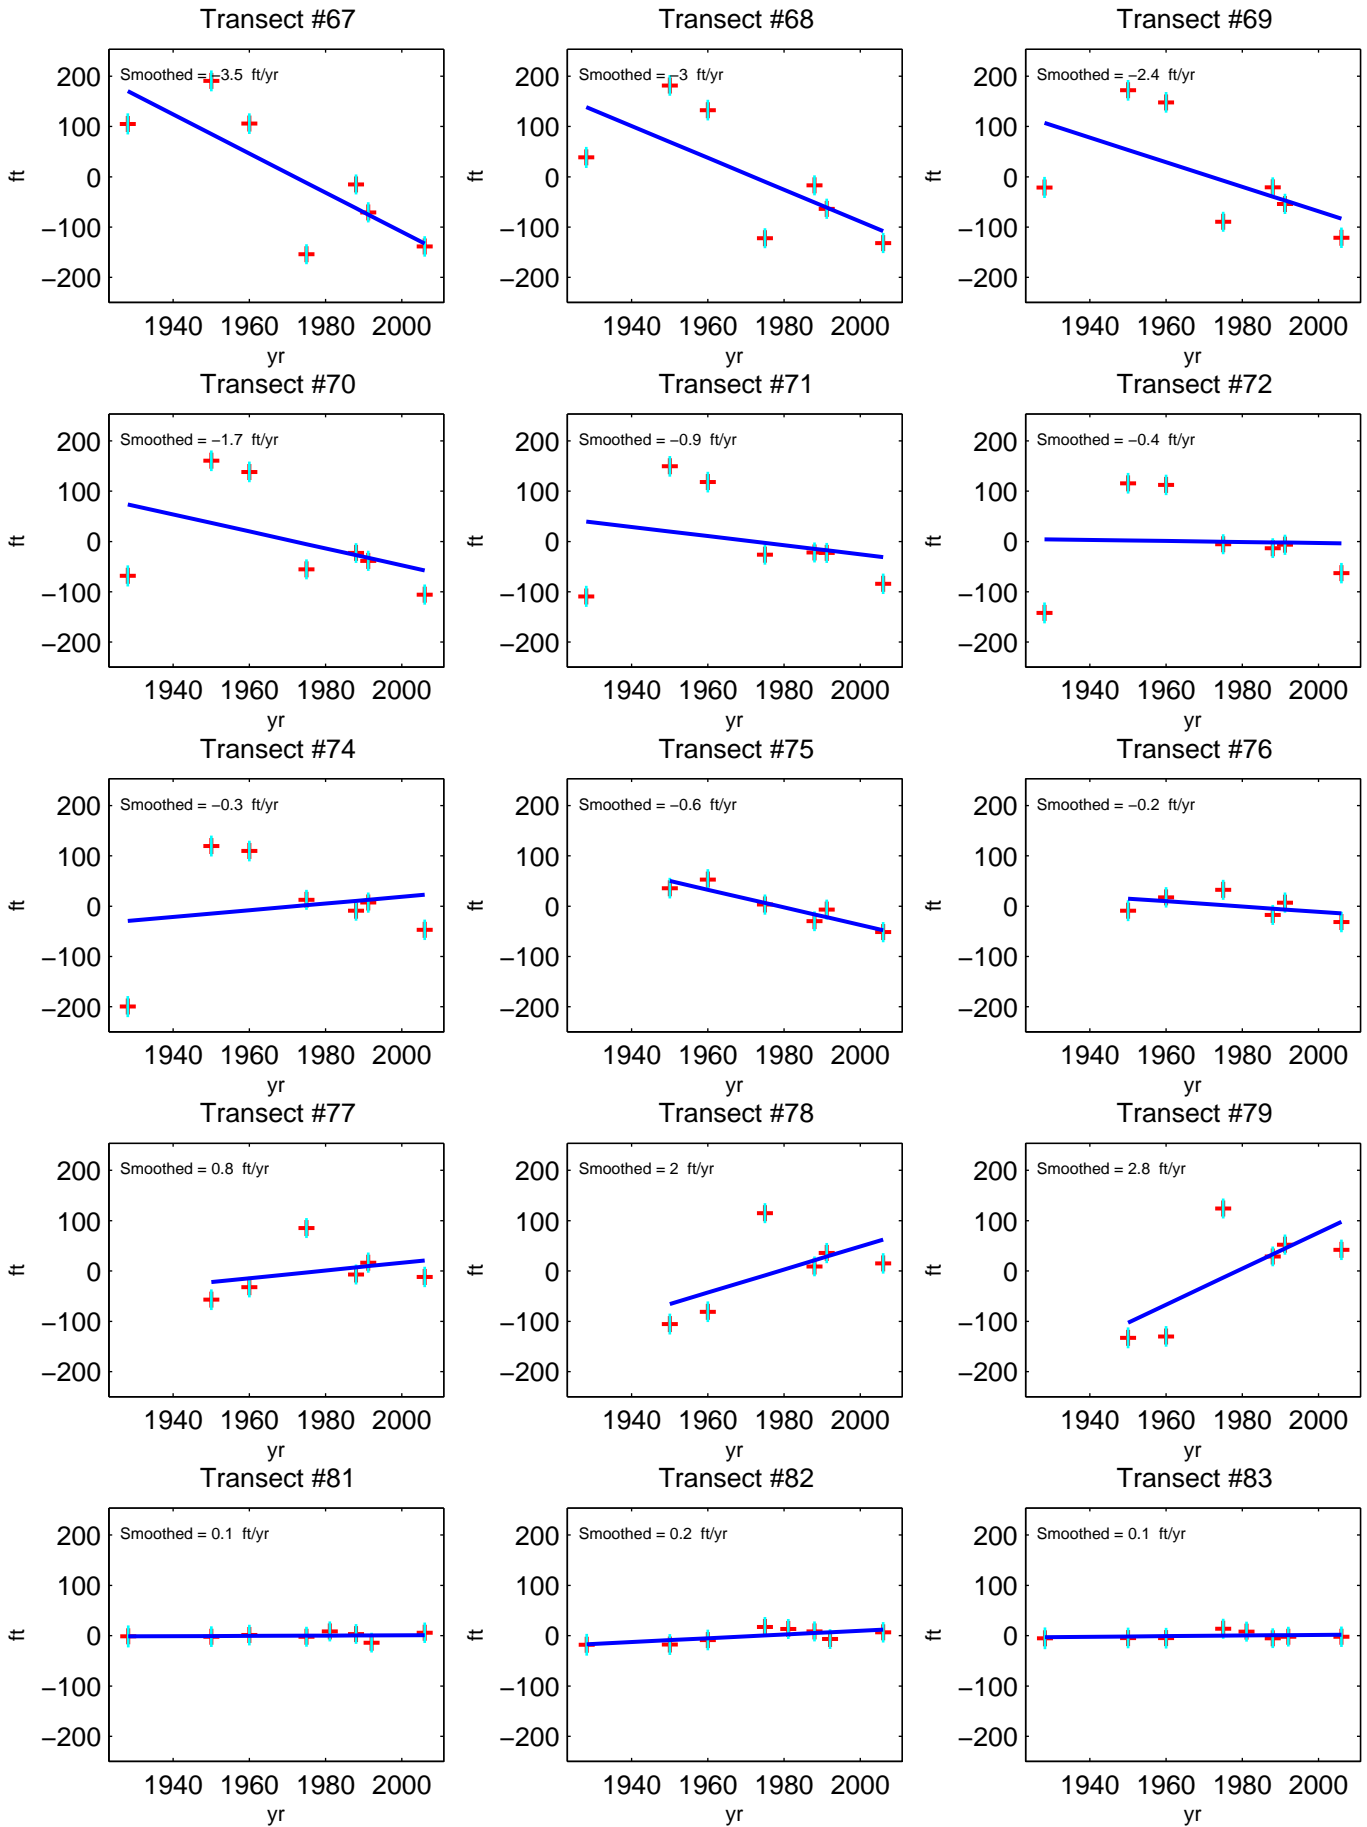 Transect #67 Transect #68 Transect #69
Smoothed = −3.5 ft/yr Smoothed = −3 ft/yr Smoothed = −2.4 ft/yr
200 200 200
100 100 100
ft 0 ft 0 ft 0
−100 −100 −100
−200 −200 −200
1940 1960 1980 2000 1940 1960 1980 2000 1940 1960 1980 2000
yr yr yr
Transect #70 Transect #71 Transect #72
Smoothed = −1.7 ft/yr Smoothed = −0.9 ft/yr Smoothed = −0.4 ft/yr
200 200 200
100 100 100
ft 0 ft 0 ft 0
−100 −100 −100
−200 −200 −200
1940 1960 1980 2000 1940 1960 1980 2000 1940 1960 1980 2000
yr yr yr
Transect #74 Transect #75 Transect #76
Smoothed = −0.3 ft/yr Smoothed = −0.6 ft/yr Smoothed = −0.2 ft/yr
200 200 200
100 100 100
ft 0 ft 0 ft 0
−100 −100 −100
−200 −200 −200
1940 1960 1980 2000 1940 1960 1980 2000 1940 1960 1980 2000
yr yr yr
Transect #77 Transect #78 Transect #79
Smoothed = 0.8 ft/yr Smoothed = 2 ft/yr Smoothed = 2.8 ft/yr
200 200 200
100 100 100
ft 0 ft 0 ft 0
−100 −100 −100
−200 −200 −200
1940 1960 1980 2000 1940 1960 1980 2000 1940 1960 1980 2000
yr yr yr
Transect #81 Transect #82 Transect #83
Smoothed = 0.1 ft/yr Smoothed = 0.2 ft/yr Smoothed = 0.1 ft/yr
200 200 200
100 100 100
ft 0 ft 0 ft 0
−100 −100 −100
−200 −200 −200
1940 1960 1980 2000 1940 1960 1980 2000 1940 1960 1980 2000
yr yr yr